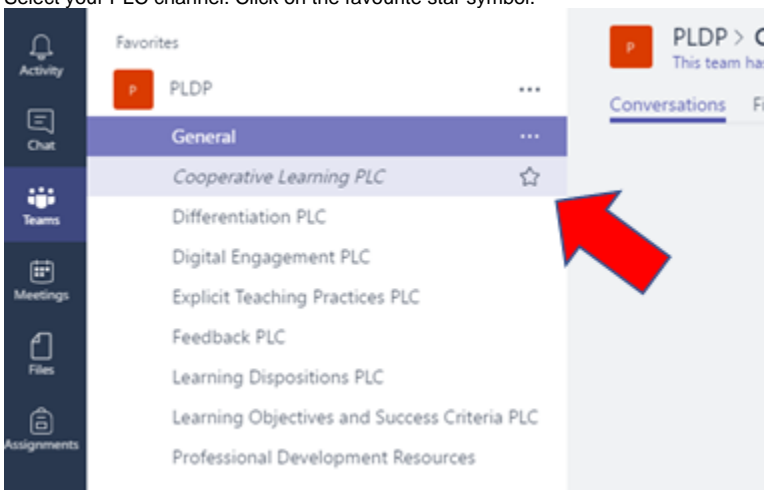 Select your PLC channel. Click on the favourite star symbol.
Activity
Chat
Teams
Meetings
Files
Assignments
Favorites
P PLDP ...
General ...
Cooperative Learning PLC
Differentiation PLC
Digital Engagement PLC
Explicit Teaching Practices PLC
Feedback PLC
Learning Dispositions PLC
Learning Objectives and Success Criteria PLC
Professional Development Resources
P PLDP >
This team has
Conversations